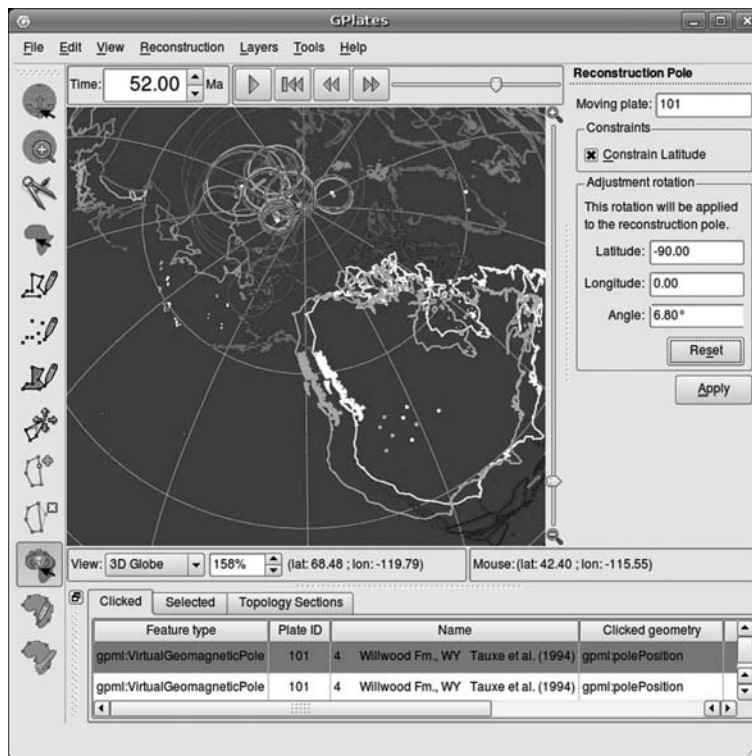 GPlates
File Edit View Reconstruction Layers Tools Help
Time: 52.00 Ma
Reconstruction Pole
Moving plate: 101
Constraints
Constrain Latitude
Adjustment rotation
This rotation will be applied
to the reconstruction pole.
Latitude: -90.00
Longitude: 0.00
Angle: 6.80°
Reset
Apply
View: 3D Globe 158% (lat: 68.48 ; lon: -119.79) Mouse: (lat: 42.40 ; lon: -115.55)
Clicked Selected Topology Sections
Feature type Plate ID Name Clicked geometry
gpml:VirtualGeomagneticPole 101 4 Willwood Fm., WY Tauxe et al. (1994) gpml:polePosition
gpml:VirtualGeomagneticPole 101 4 Willwood Fm., WY Tauxe et al. (1994) gpml:polePosition